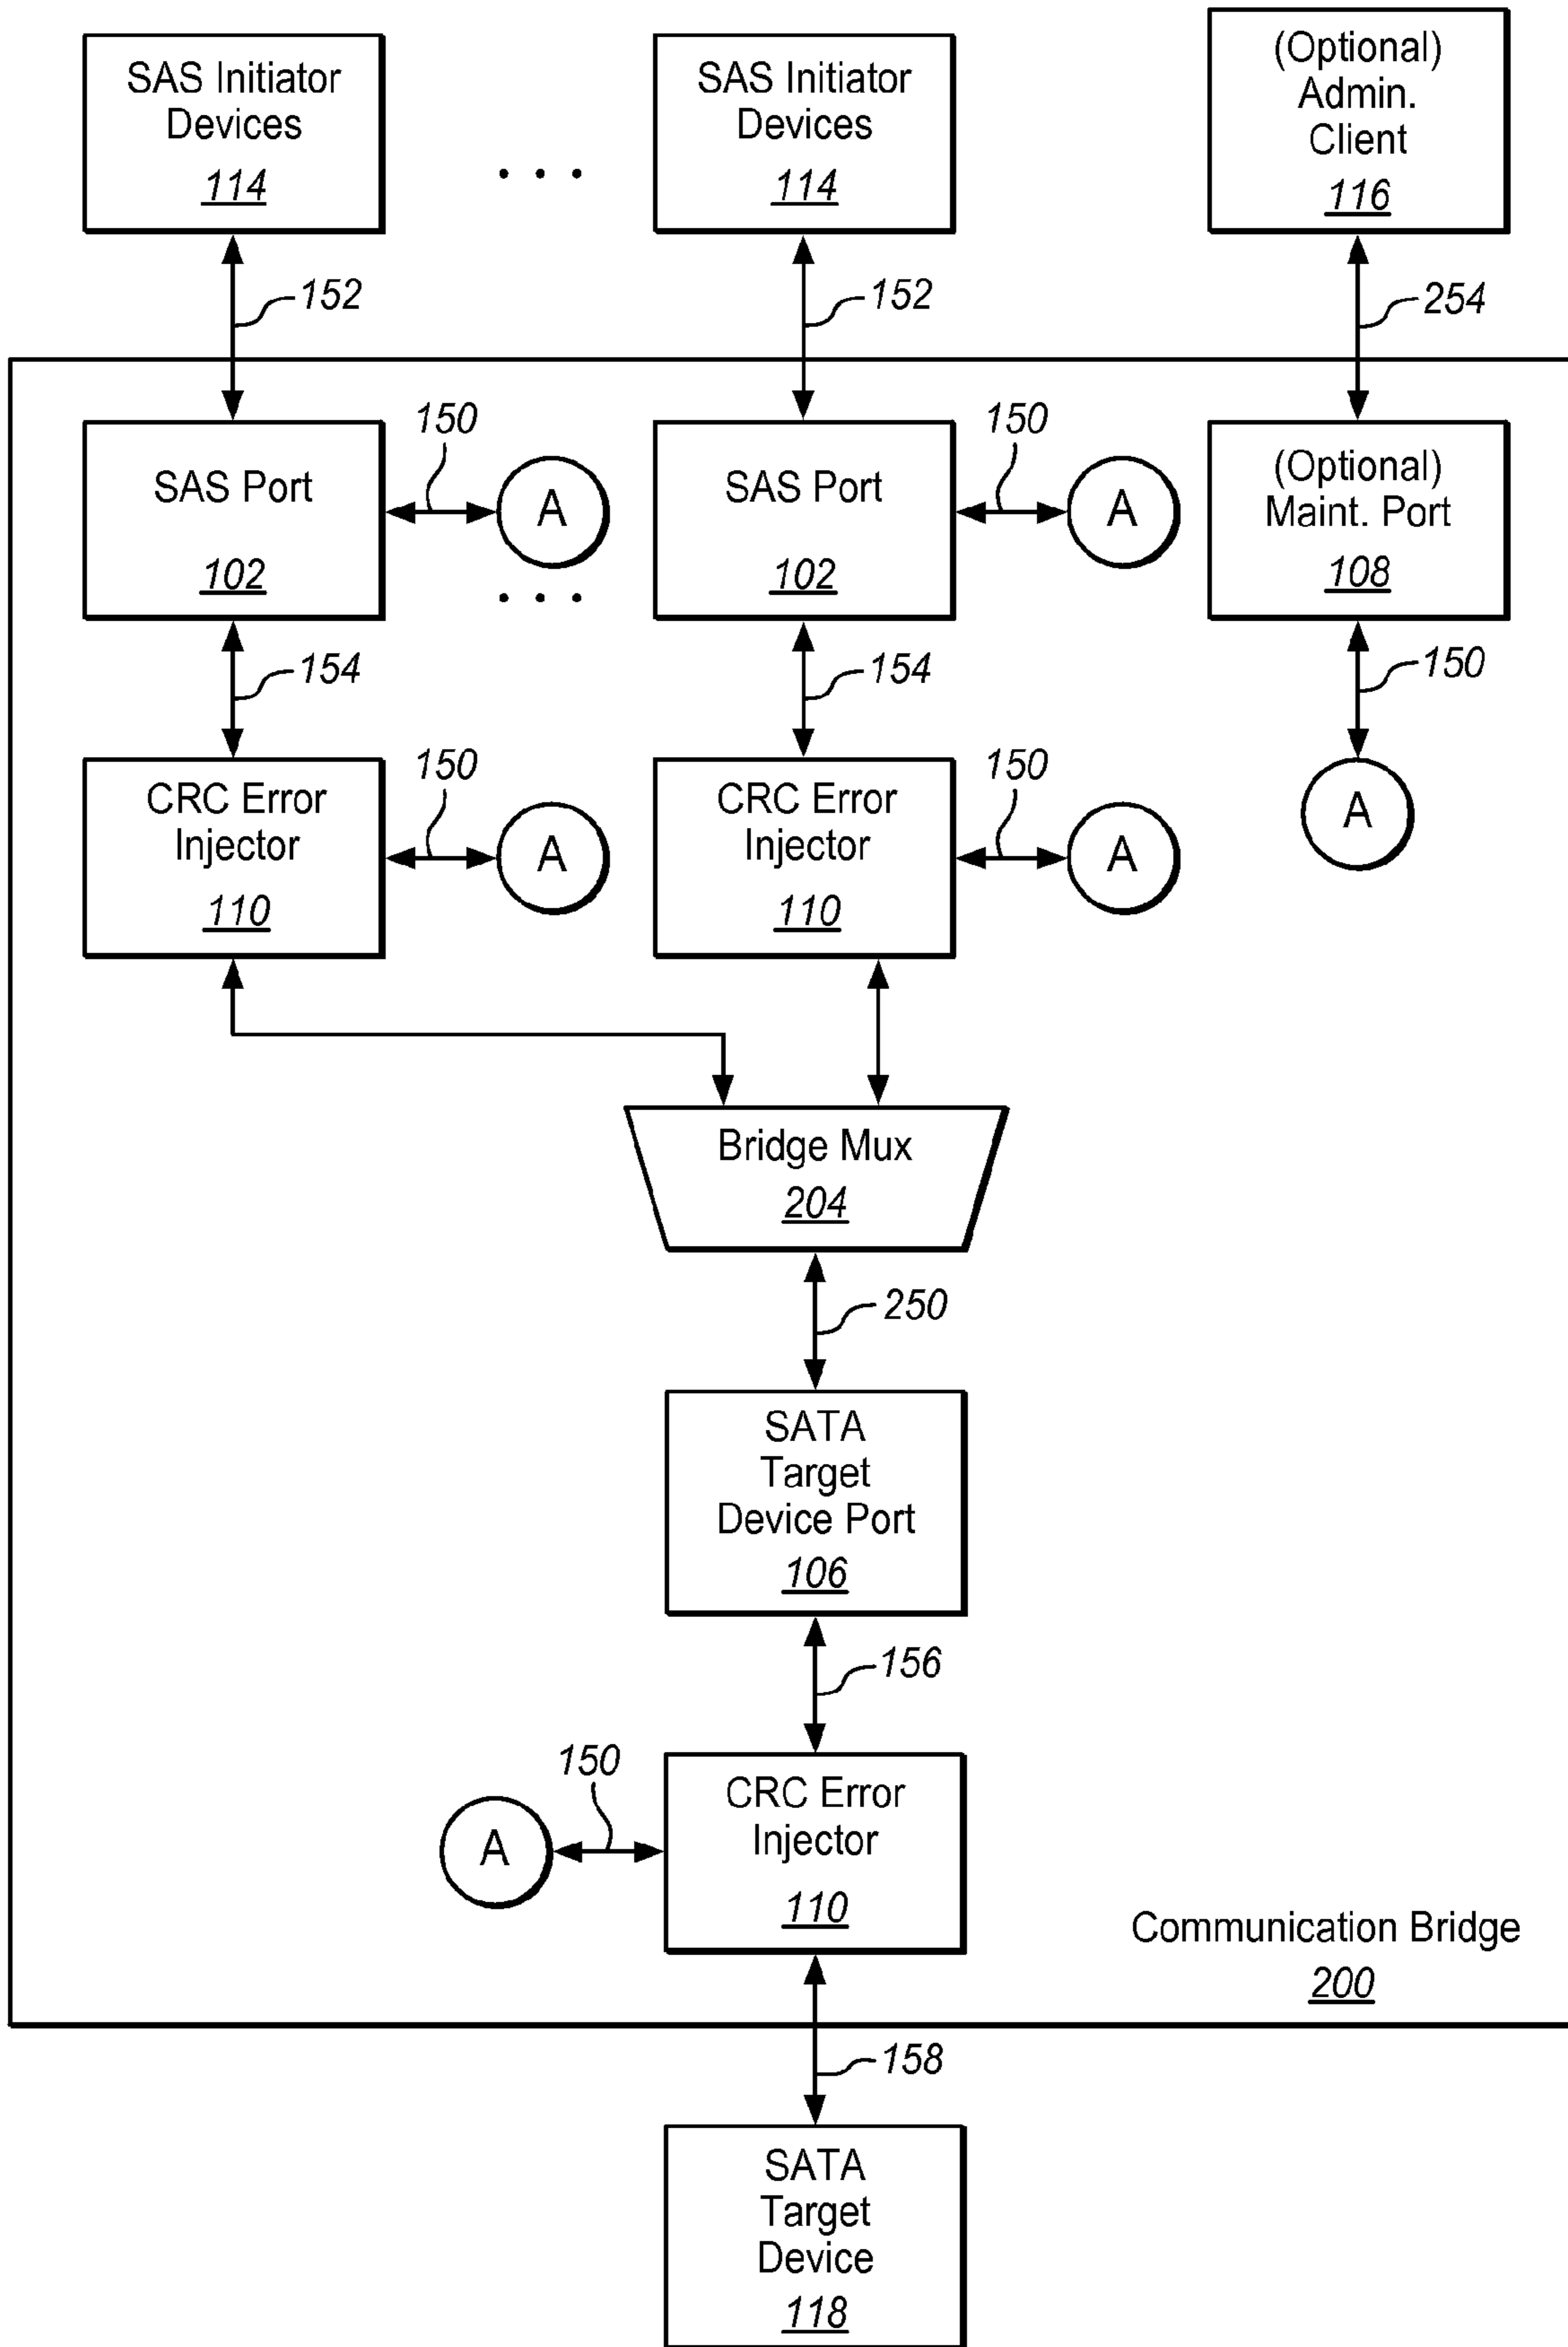 SAS Initiator
Devices
114
. . .
SAS Initiator
Devices
114
(Optional)
Admin.
Client
116
152
152
254
SAS Port
102
150
A
. . .
SAS Port
102
150
A
(Optional)
Maint. Port
108
154
154
150
A
CRC Error
Injector
110
150
A
CRC Error
Injector
110
150
A
Bridge Mux
204
250
SATA
Target
Device Port
106
156
150
A
CRC Error
Injector
110
Communication Bridge
200
158
SATA
Target
Device
118